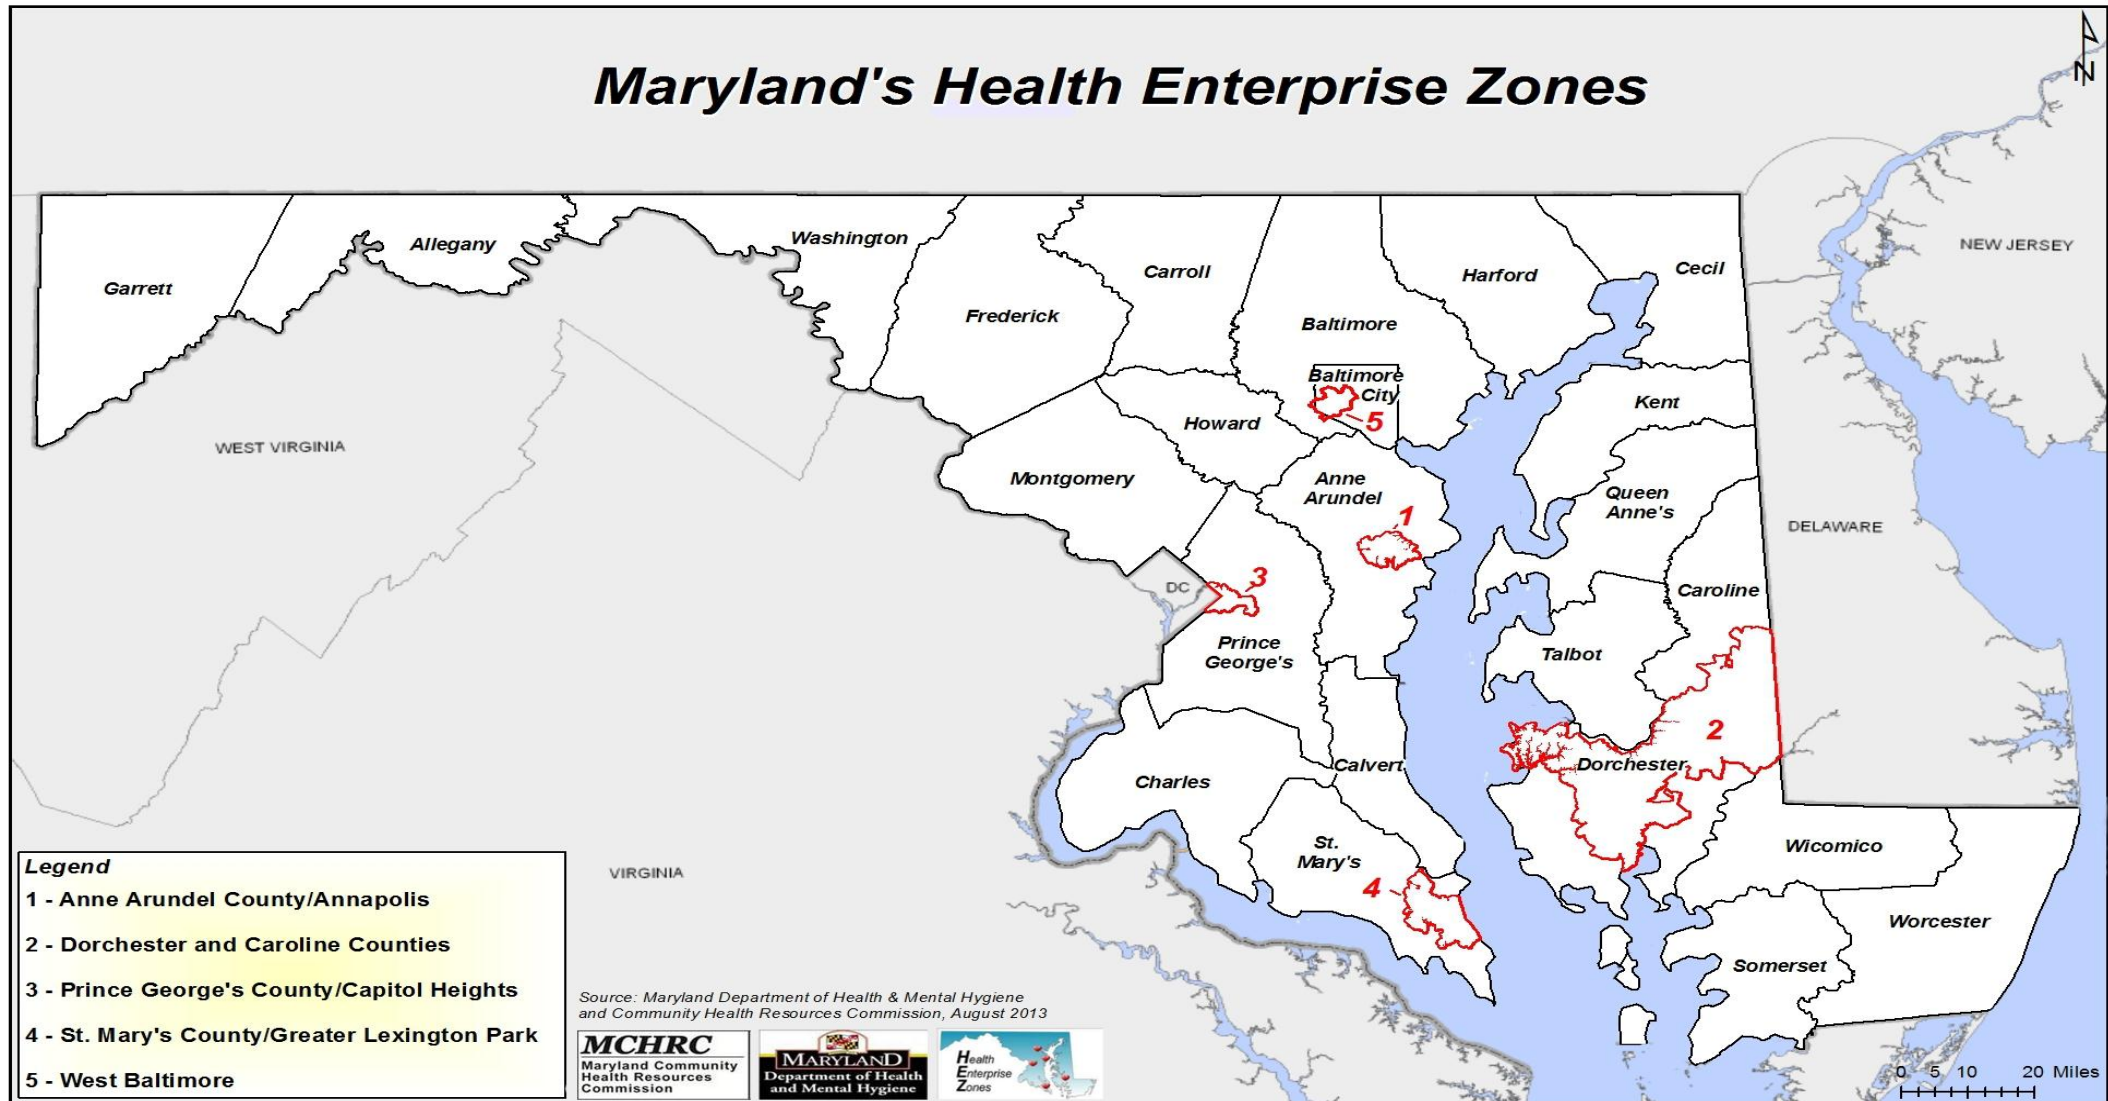 Maryland's Health Enterprise Zones
N
NEW JERSEY
Garrett
Allegany
Washington
Frederick
Carroll
Baltimore
Harford
Cecil
Baltimore
City
5
Howard
Kent
WEST VIRGINIA
Montgomery
Anne
Arundel
1
Queen
Anne's
DELAWARE
DC
3
Caroline
Prince
George's
Talbot
2
Dorchester
Charles
Calvert
St.
Mary's
4
Wicomico
VIRGINIA
Worcester
Somerset
Legend
1 - Anne Arundel County/Annapolis
2 - Dorchester and Caroline Counties
3 - Prince George's County/Capitol Heights
4 - St. Mary's County/Greater Lexington Park
5 - West Baltimore
Source: Maryland Department of Health & Mental Hygiene
and Community Health Resources Commission, August 2013
MCHRC
Maryland Community
Health Resources
Commission
MARYLAND
Department of Health
and Mental Hygiene
Health
Enterprise
Zones
0 5 10 20 Miles